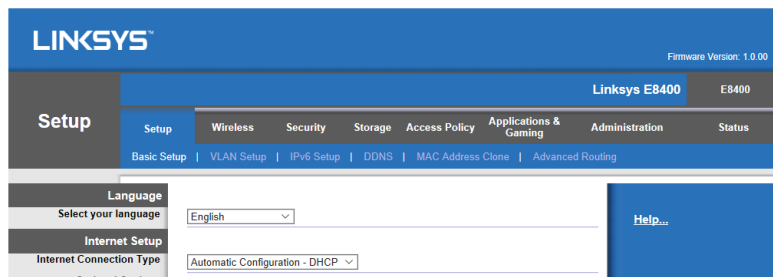 LINKSYS™
Firmware Version: 1.0.00
Linksys E8400 E8400
Setup
Setup Wireless Security Storage Access Policy Applications & Gaming Administration Status
Basic Setup | VLAN Setup | IPv6 Setup | DDNS | MAC Address Clone | Advanced Routing
Language
Select your language English
Help...
Internet Setup
Internet Connection Type Automatic Configuration - DHCP